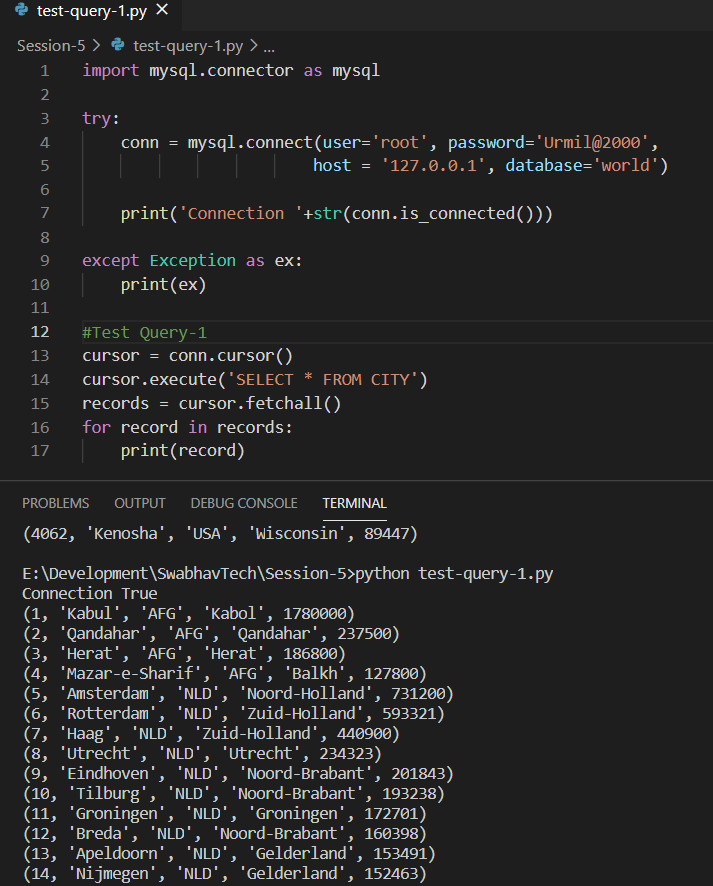 test-query-1.py ×
Session-5 > test-query-1.py > ...
1 import mysql.connector as mysql
2
3 try:
4     conn = mysql.connect(user='root', password='Urmil@2000',
5                         host = '127.0.0.1', database='world')
6
7     print('Connection '+str(conn.is_connected()))
8
9 except Exception as ex:
10     print(ex)
11
12 #Test Query-1
13 cursor = conn.cursor()
14 cursor.execute('SELECT * FROM CITY')
15 records = cursor.fetchall()
16 for record in records:
17     print(record)
PROBLEMS OUTPUT DEBUG CONSOLE TERMINAL
(4062, 'Kenosha', 'USA', 'Wisconsin', 89447)
E:\Development\SwabhavTech\Session-5>python test-query-1.py
Connection True
(1, 'Kabul', 'AFG', 'Kabol', 1780000)
(2, 'Qandahar', 'AFG', 'Qandahar', 237500)
(3, 'Herat', 'AFG', 'Herat', 186800)
(4, 'Mazar-e-Sharif', 'AFG', 'Balkh', 127800)
(5, 'Amsterdam', 'NLD', 'Noord-Holland', 731200)
(6, 'Rotterdam', 'NLD', 'Zuid-Holland', 593321)
(7, 'Haag', 'NLD', 'Zuid-Holland', 440900)
(8, 'Utrecht', 'NLD', 'Utrecht', 234323)
(9, 'Eindhoven', 'NLD', 'Noord-Brabant', 201843)
(10, 'Tilburg', 'NLD', 'Noord-Brabant', 193238)
(11, 'Groningen', 'NLD', 'Groningen', 172701)
(12, 'Breda', 'NLD', 'Noord-Brabant', 160398)
(13, 'Apeldoorn', 'NLD', 'Gelderland', 153491)
(14, 'Nijmegen', 'NLD', 'Gelderland', 152463)